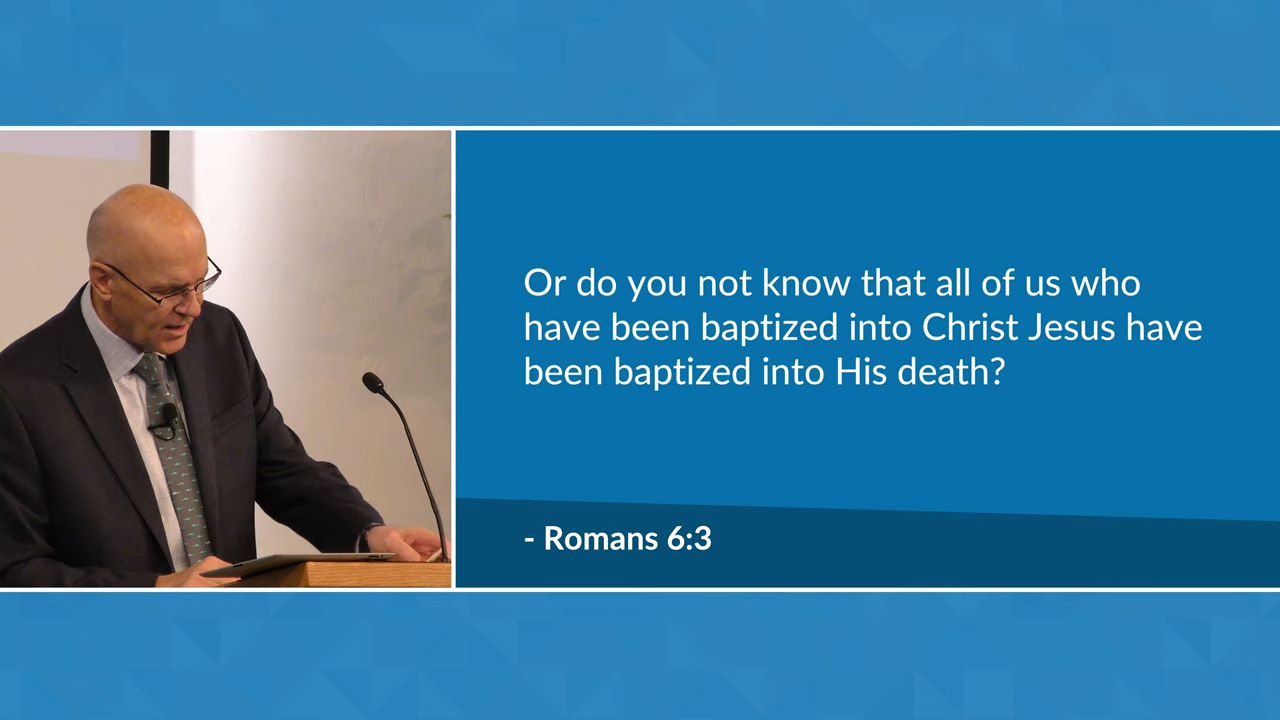 Or do you not know that all of us who
have been baptized into Christ Jesus have
been baptized into His death?
- Romans 6:3